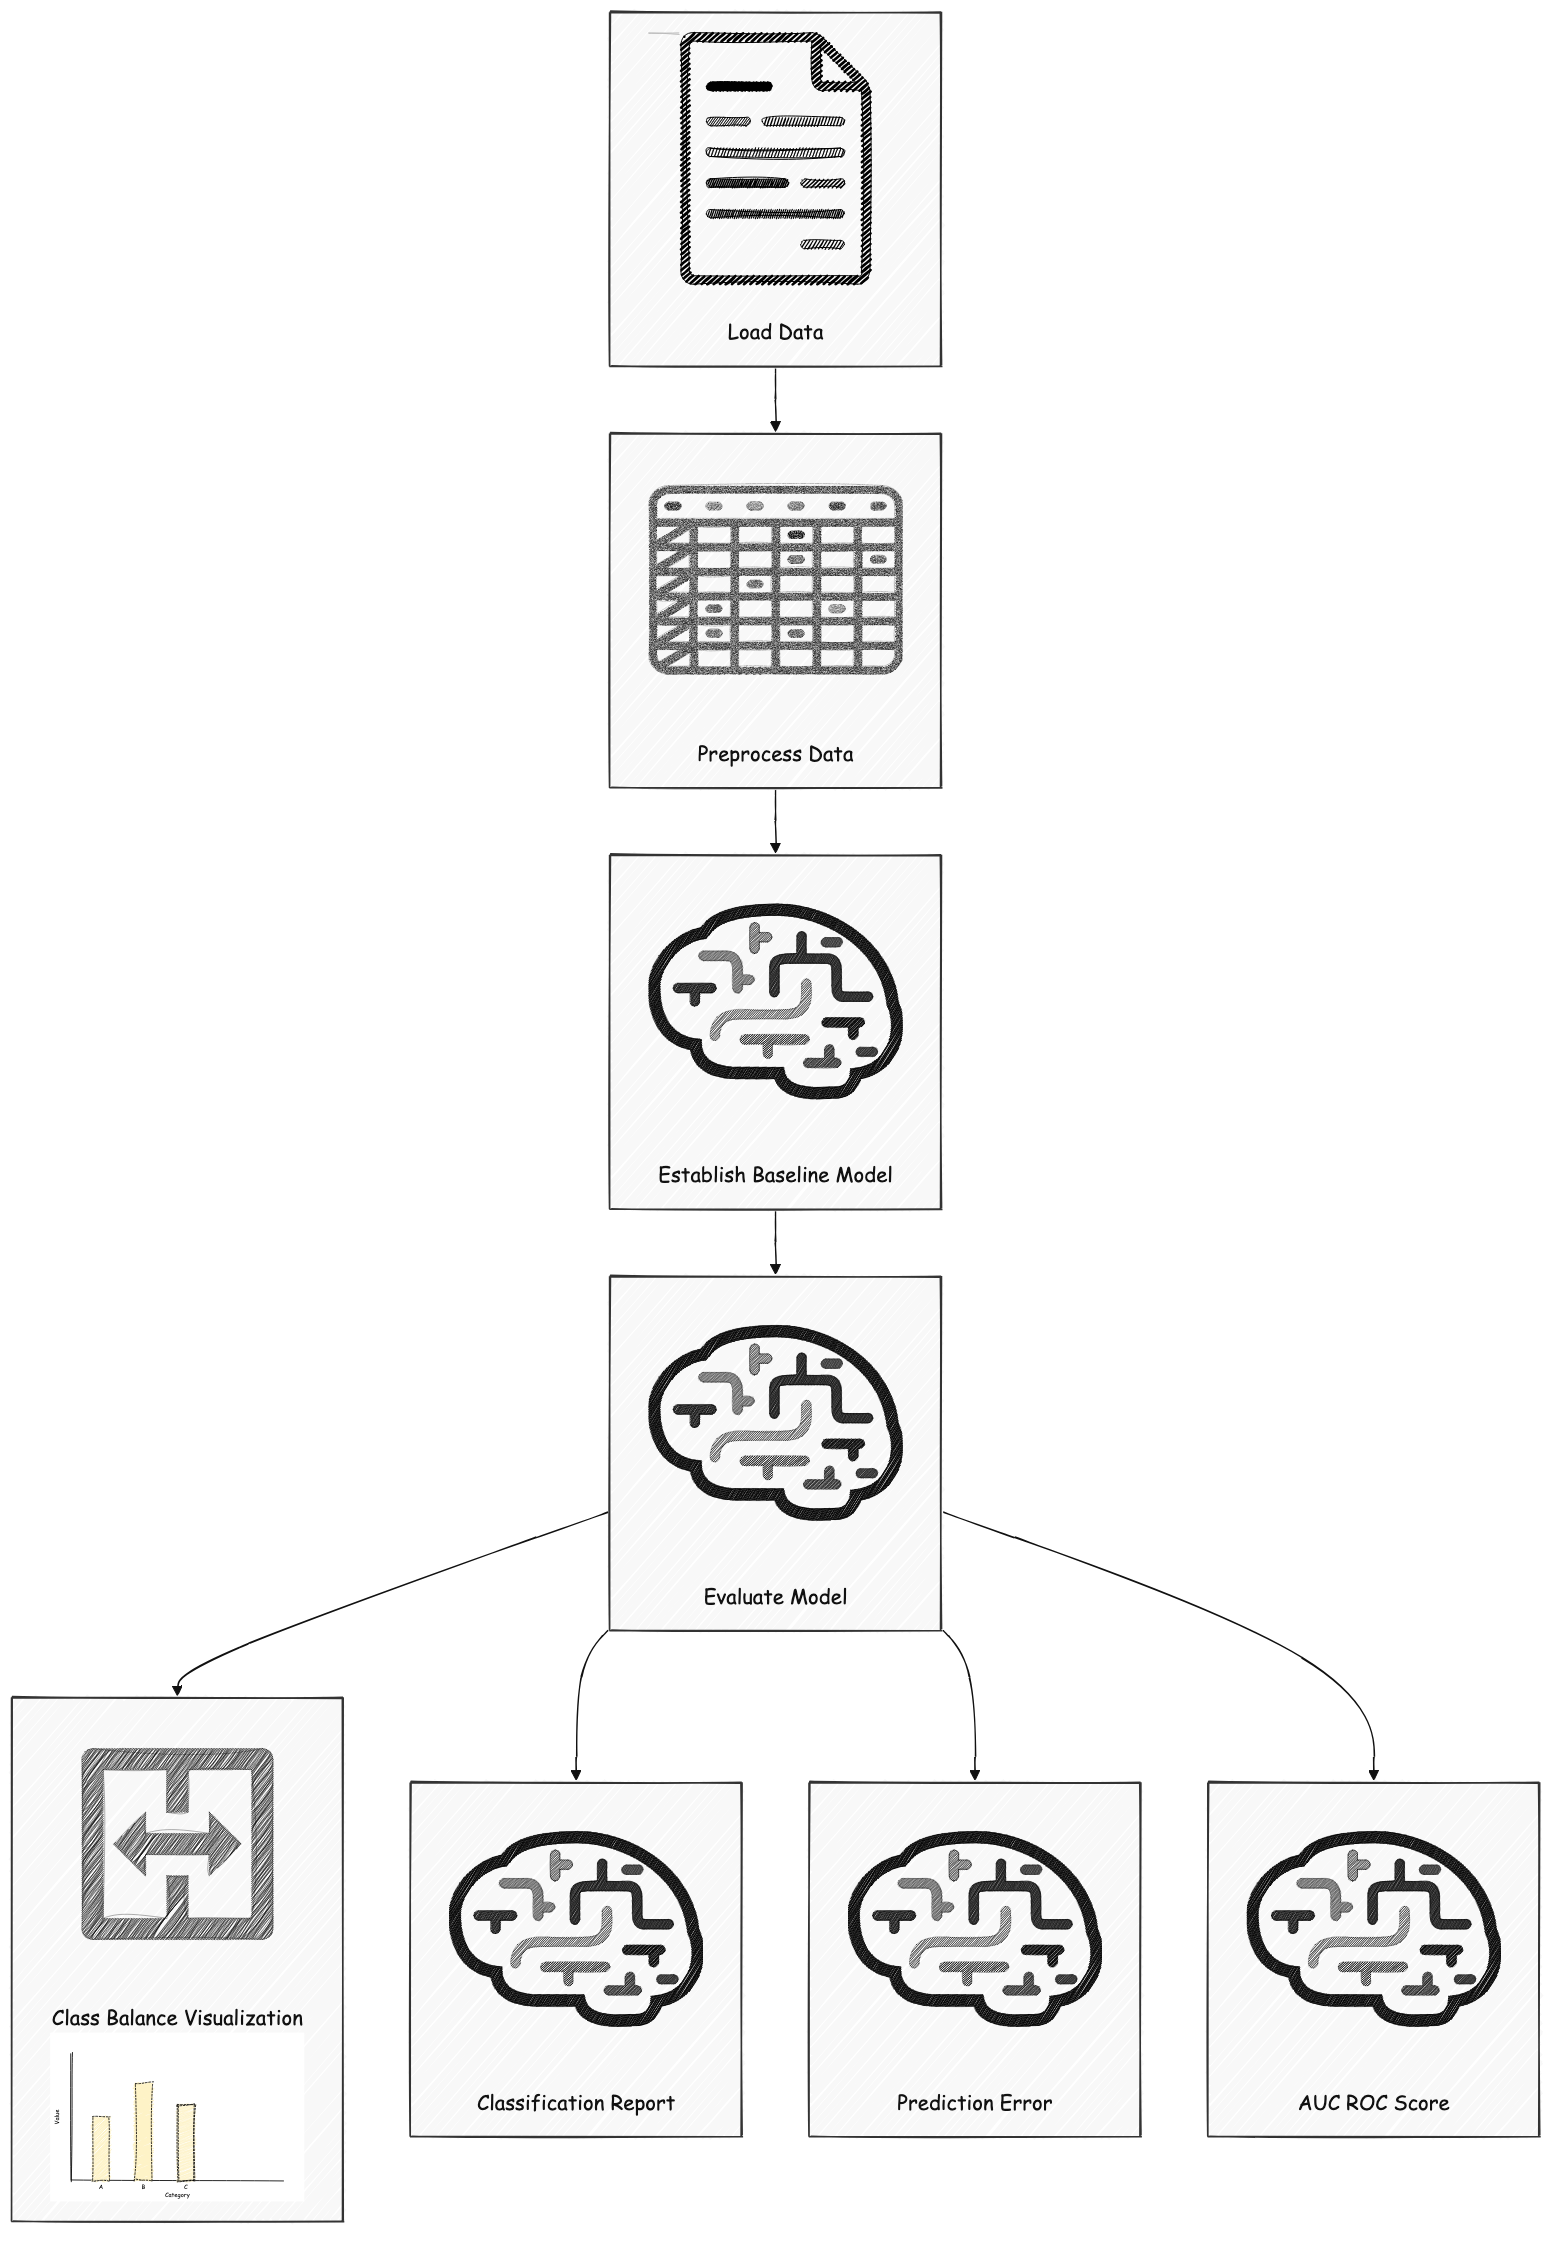 Load Data
Preprocess Data
Establish Baseline Model
Evaluate Model
Class Balance Visualization
Value
A B C
Category
Classification Report
Prediction Error
AUC ROC Score